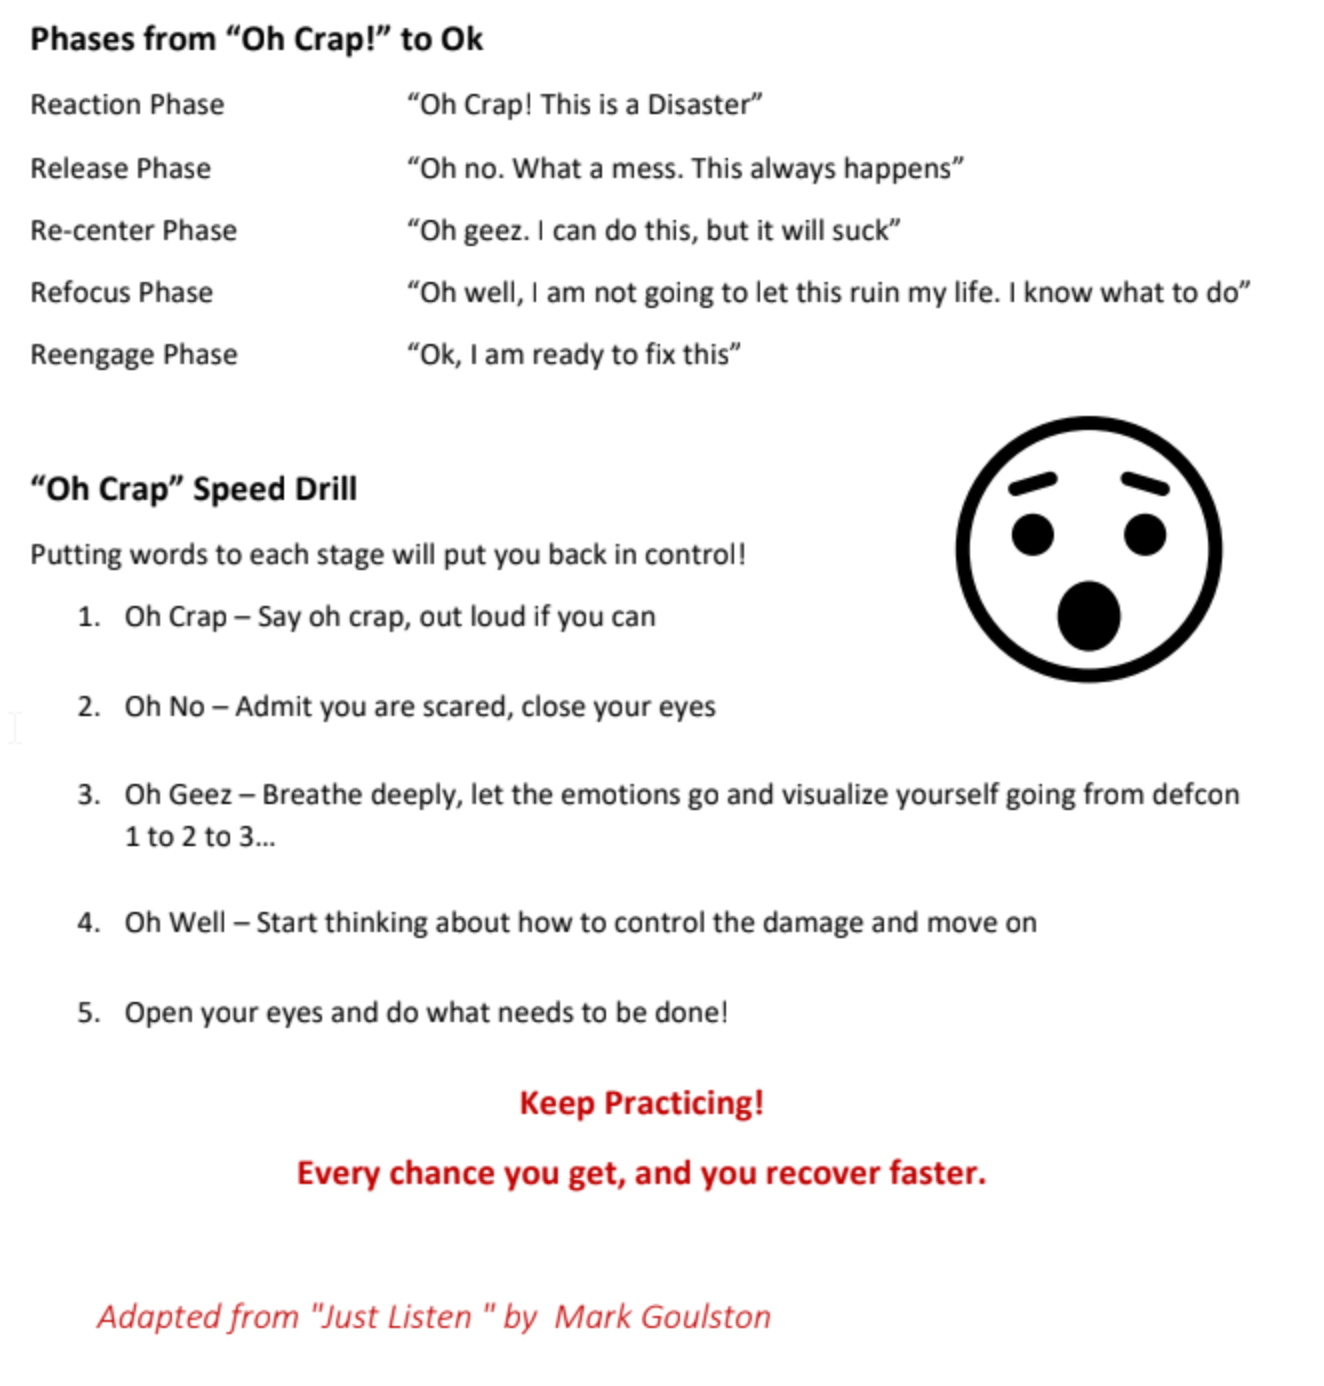 Phases from “Oh Crap!” to Ok
Reaction Phase “Oh Crap! This is a Disaster”
Release Phase “Oh no. What a mess. This always happens”
Re-center Phase “Oh geez. I can do this, but it will suck”
Refocus Phase “Oh well, I am not going to let this ruin my life. I know what to do”
Reengage Phase “Ok, I am ready to fix this”
“Oh Crap” Speed Drill
Putting words to each stage will put you back in control!
1. Oh Crap – Say oh crap, out loud if you can
2. Oh No – Admit you are scared, close your eyes
3. Oh Geez – Breathe deeply, let the emotions go and visualize yourself going from defcon
1 to 2 to 3...
4. Oh Well – Start thinking about how to control the damage and move on
5. Open your eyes and do what needs to be done!
Keep Practicing!
Every chance you get, and you recover faster.
Adapted from "Just Listen " by  Mark Goulston